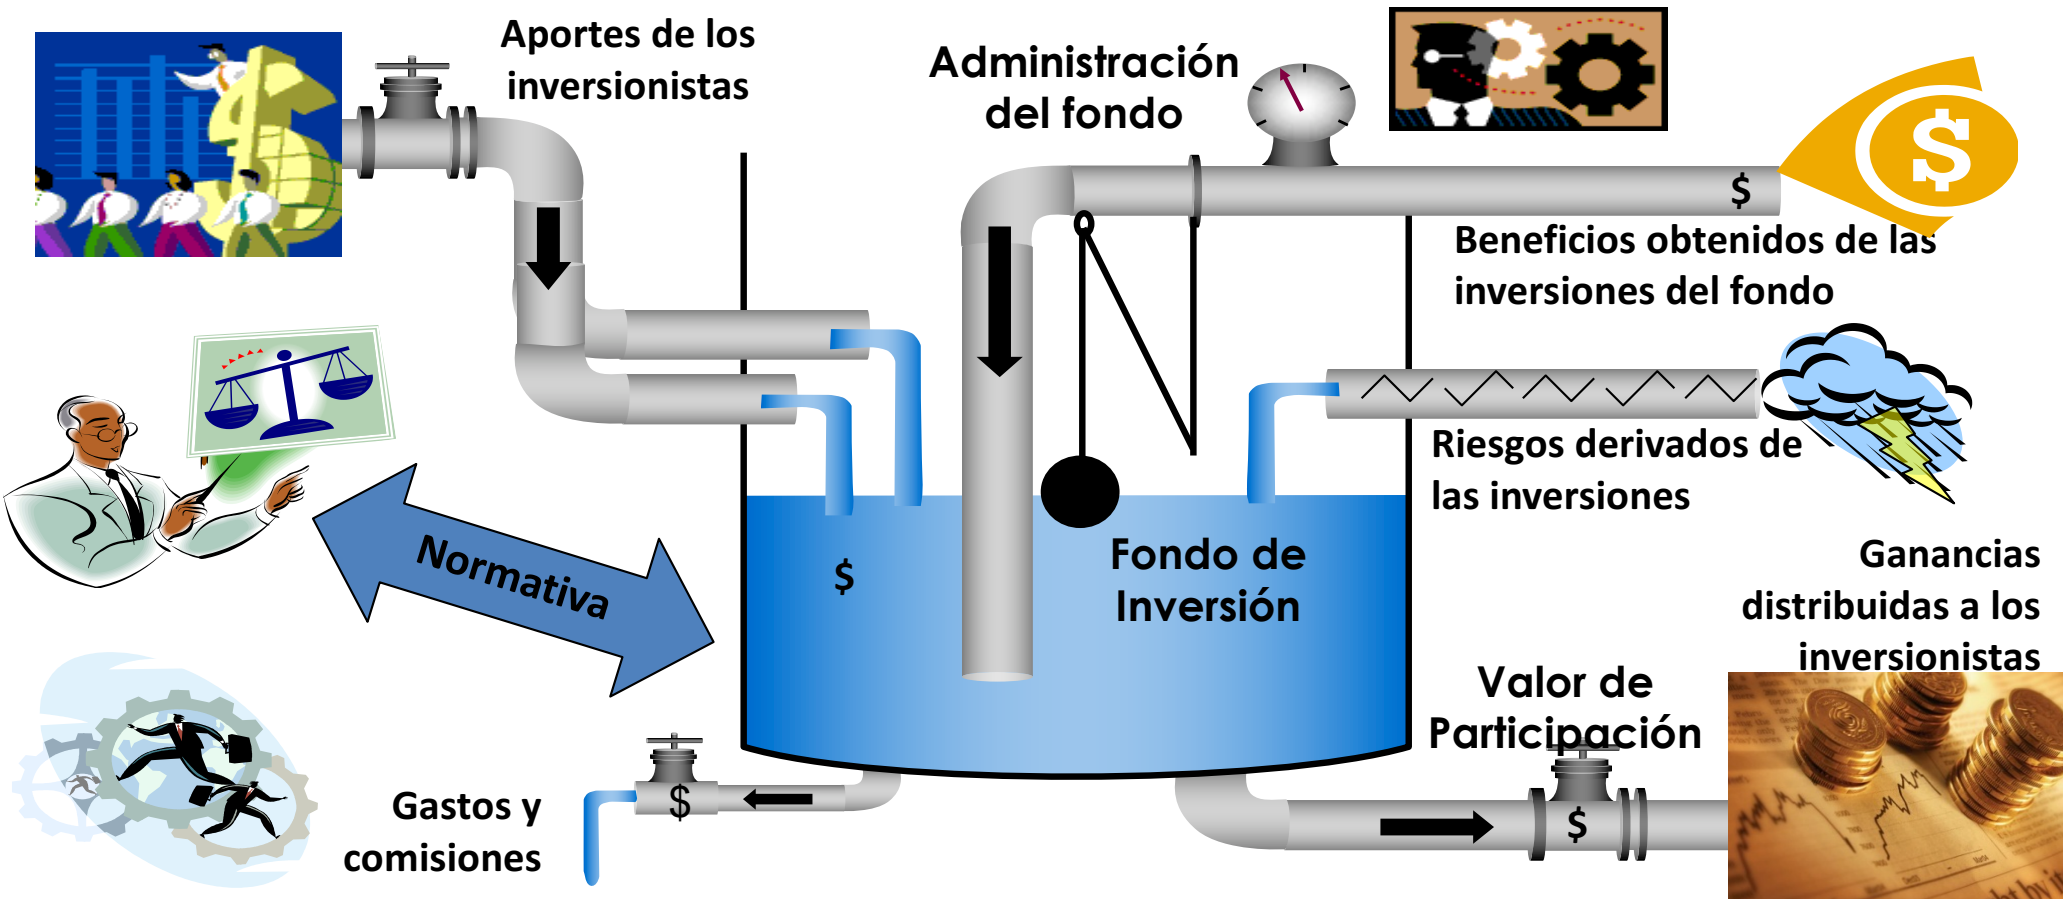 Aportes de los
inversionistas
Administración
del fondo
$
$
Beneficios obtenidos de las
inversiones del fondo
Riesgos derivados de
las inversiones
Normativa
$
Fondo de
Inversión
Ganancias
distribuidas a los
inversionistas
Valor de
Participación
$
Gastos y
comisiones
$